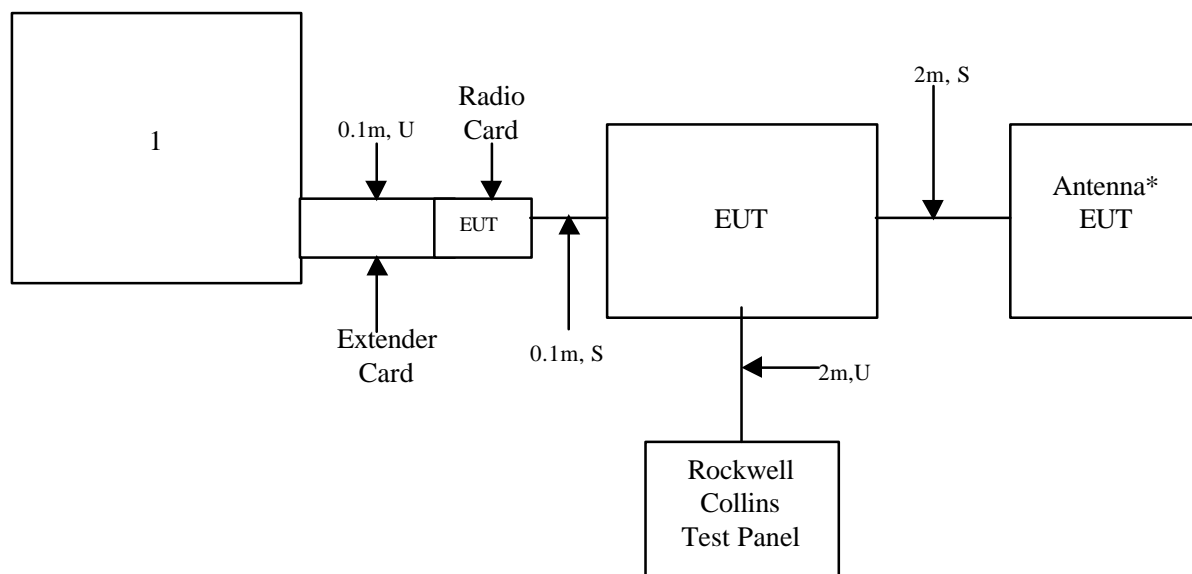 1
0.1m, U
Radio
Card
EUT
Extender
Card
0.1m, S
EUT
2m, S
Antenna*
EUT
2m,U
Rockwell
Collins
Test Panel